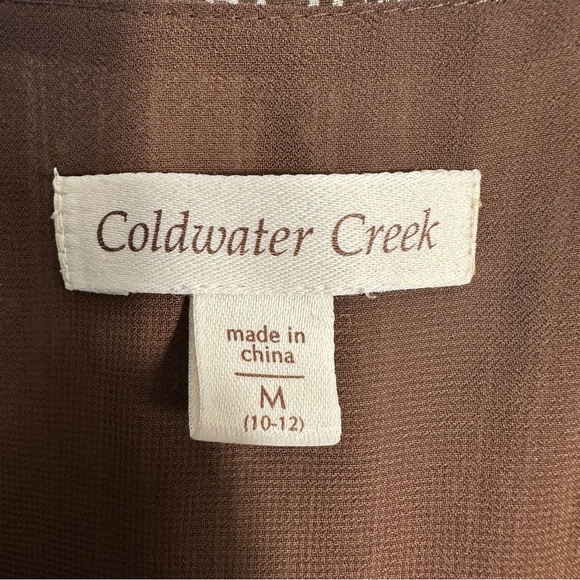 Coldwater Creek
made in
china
M
(10-12)